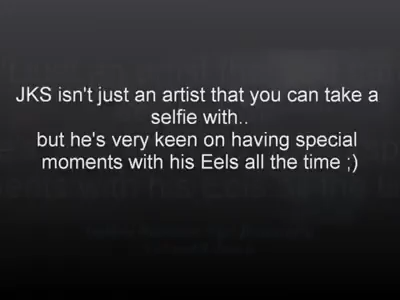 JKS isn't just an artist that you can take a
selfie with..
but he's very keen on having special
moments with his Eels all the time ;)